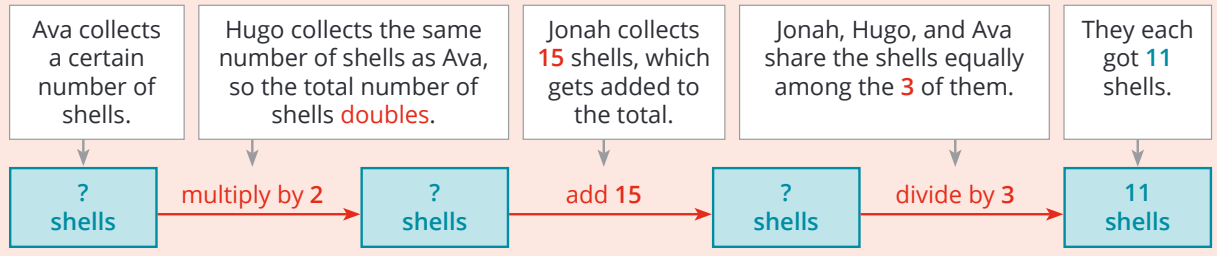 Ava collects
a certain
number of
shells.
Hugo collects the same
number of shells as Ava,
so the total number of
shells doubles.
Jonah collects
15 shells, which
gets added to
the total.
Jonah, Hugo, and Ava
share the shells equally
among the 3 of them.
They each
got 11
shells.
?
shells
multiply by 2
?
shells
add 15
?
shells
divide by 3
11
shells